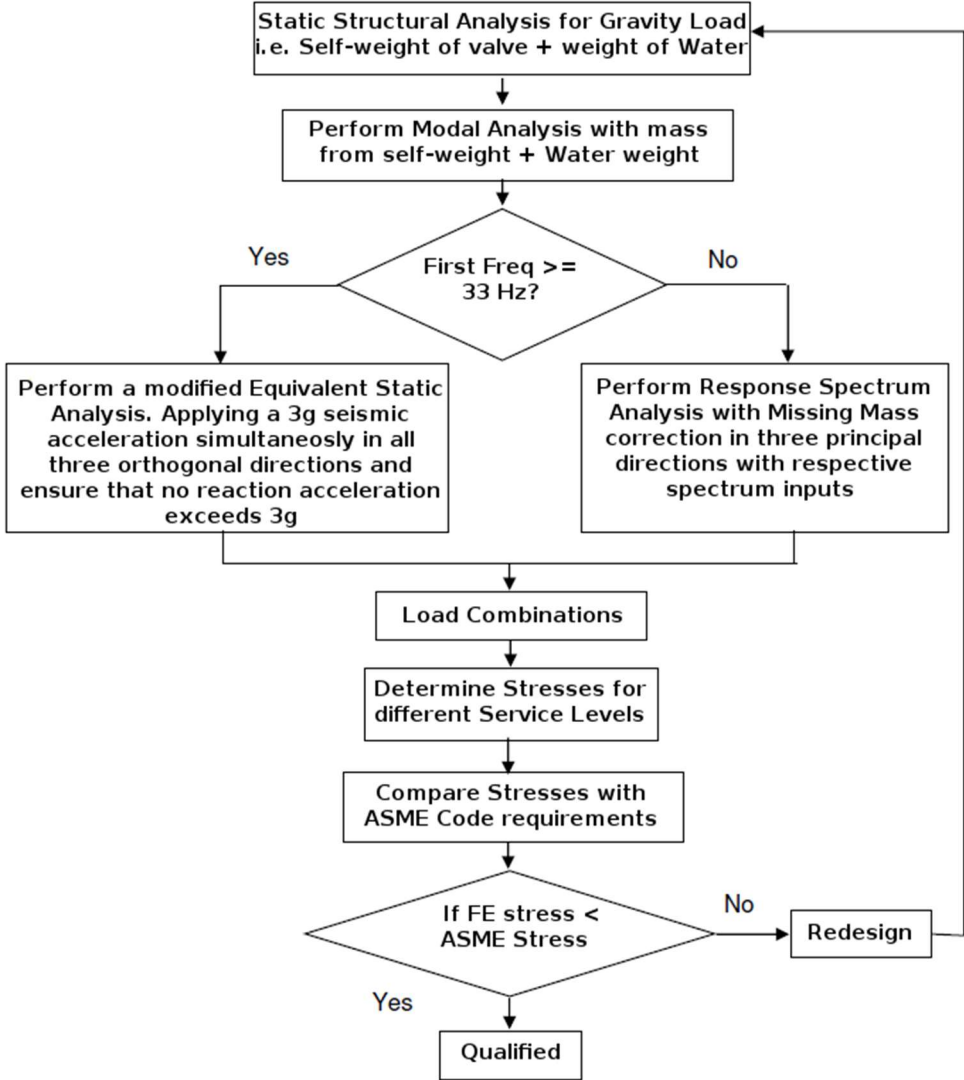 Static Structural Analysis for Gravity Load
i.e. Self-weight of valve + weight of Water
Perform Modal Analysis with mass
from self-weight + Water weight
First Freq >=
33 Hz?
Yes
No
Perform a modified Equivalent Static
Analysis. Applying a 3g seismic
acceleration simultaneosly in all
three orthogonal directions and
ensure that no reaction acceleration
exceeds 3g
Perform Response Spectrum
Analysis with Missing Mass
correction in three principal
directions with respective
spectrum inputs
Load Combinations
Determine Stresses for
different Service Levels
Compare Stresses with
ASME Code requirements
If FE stress <
ASME Stress
No
Redesign
Yes
Qualified